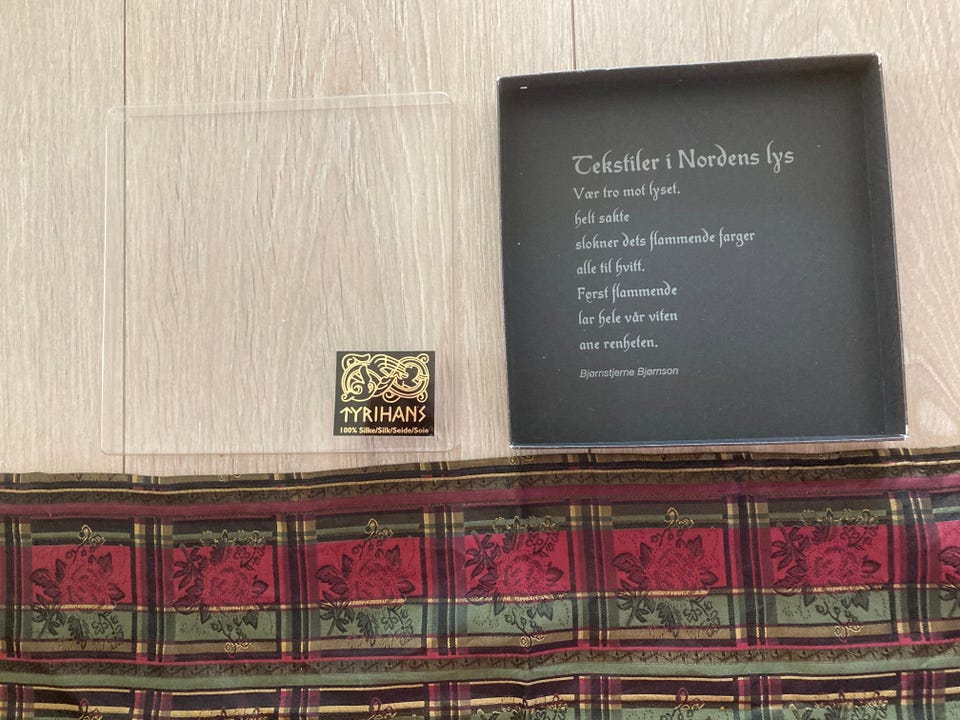 TYRIHANS
100% Silke/Silk/Seide/Soie
Tekstiler i Nordens lys
Vær tro mot lyset.
helt sakte
slokner dets flammende farger
alle til hvitt.
Først flammende
lar hele vår viten
ane renheten.
Bjørnstjerne Bjørnson